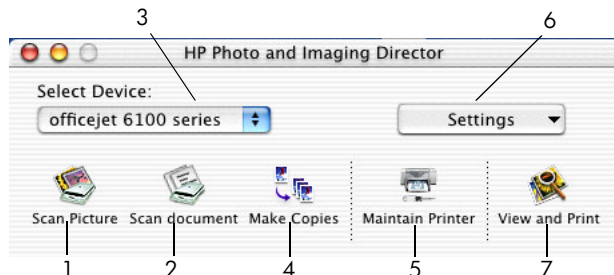 3
6
HP Photo and Imaging Director
Select Device:
officejet 6100 series
Settings
Scan Picture
Scan document
Make Copies
Maintain Printer
View and Print
1
2
4
5
7